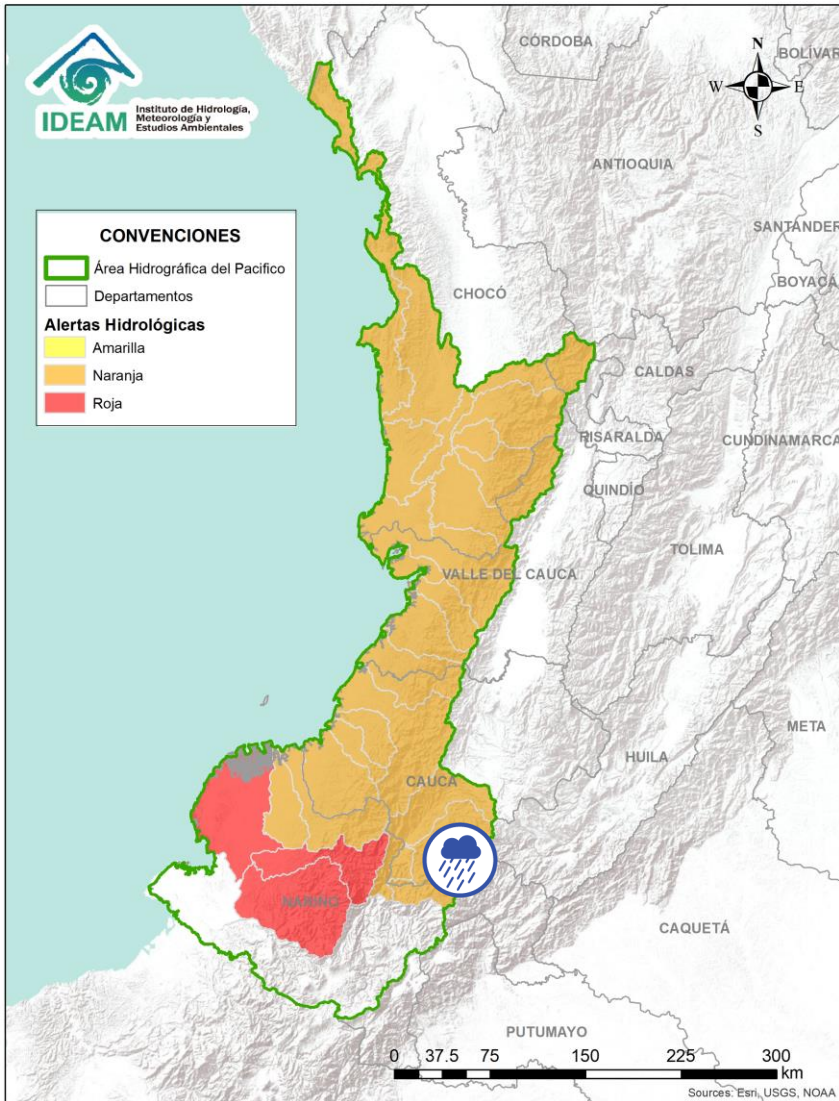 IDEAM
Instituto de Hidrología,
Meteorología y
Estudios Ambientales
CÓRDOBA
BOLÍVAR
N
W
E
S
ANTIOQUIA
SANTANDER
BOYACÁ
CONVENCIONES
Área Hidrográfica del Pacifico
Departamentos
Alertas Hidrológicas
Amarilla
Naranja
Roja
CHOCÓ
CALDAS
RISARALDA
CUNDINAMARCA
QUINDÍO
TOLIMA
VALLE DEL CAUCA
META
HUILA
CAUCA
NARIÑO
CAQUETÁ
PUTUMAYO
0 37.5 75 150 225 300
km
Sources: Esri, USGS, NOAA